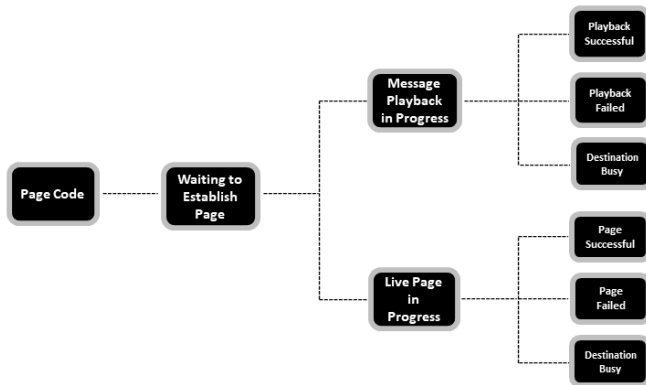 Page Code
Waiting to
Establish
Page
Message
Playback
in Progress
Playback
Successful
Playback
Failed
Destination
Busy
Live Page
in
Progress
Page
Successful
Page
Failed
Destination
Busy